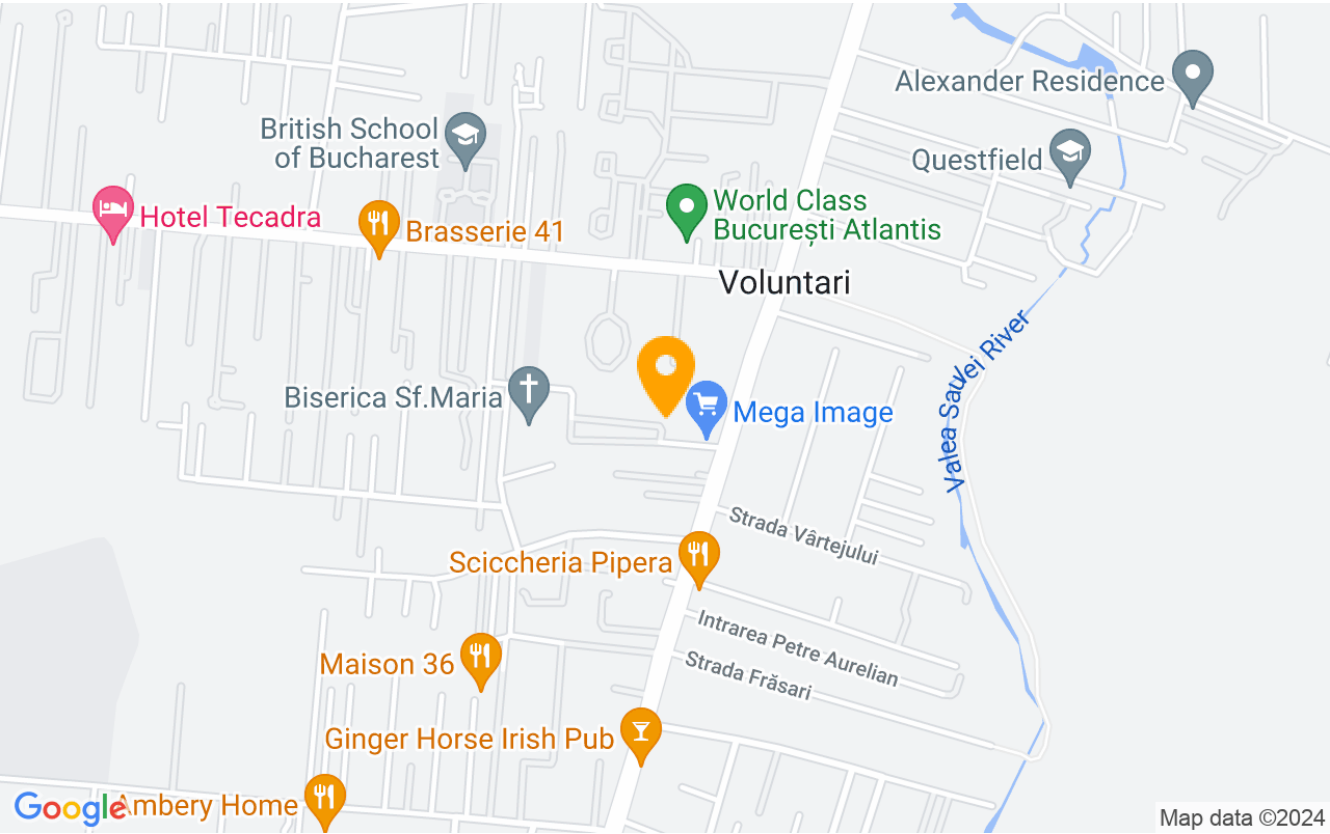 Alexander Residence
British School
of Bucharest
Questfield
World Class
București Atlantis
Hotel Tecadra
Brasserie 41
Voluntari
Valea Saulei River
Biserica Sf.Maria
Mega Image
Strada Vârtejului
Sciccheria Pipera
Intrarea Petre Aurelian
Maison 36
Strada Frăsari
Ginger Horse Irish Pub
Google
Ambery Home
Map data ©2024